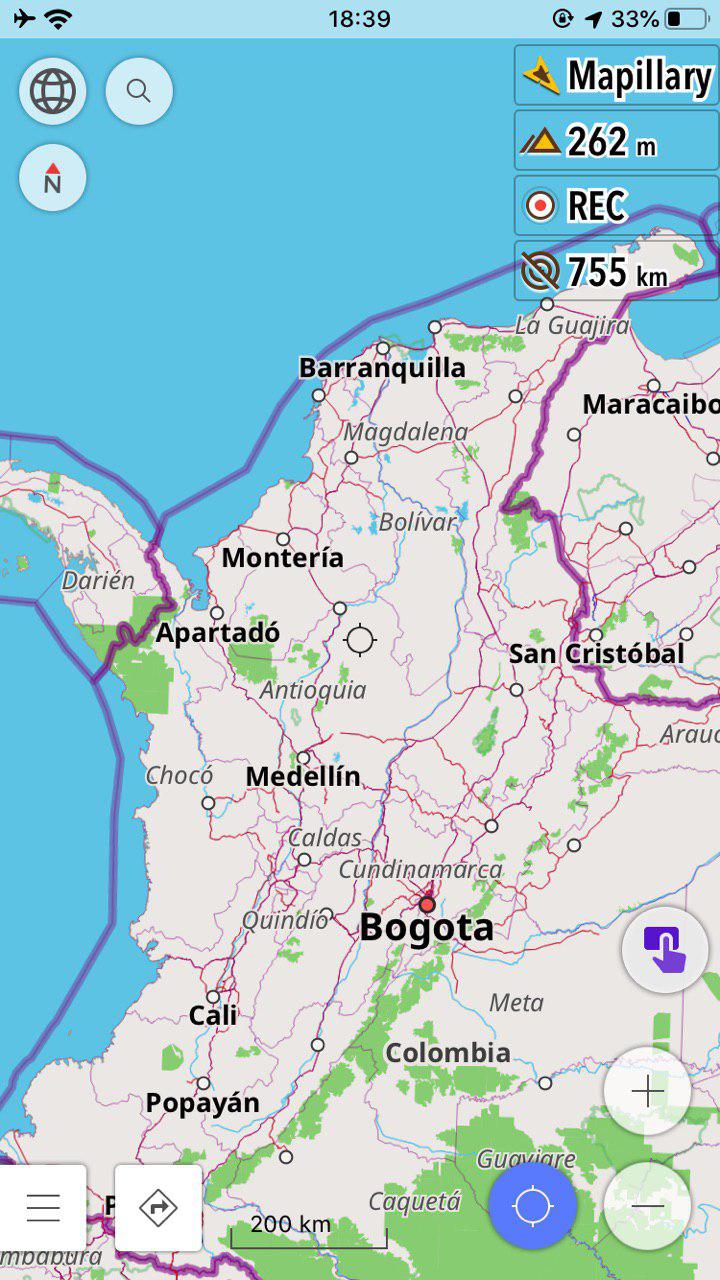 18:39
33%
Mapillary
262 m
REC
755 km
N
La Guajira
Barranquilla
Maracaibo
Magdalena
Bolívar
Montería
Darién
Apartadó
San Cristóbal
Antioquia
Arauc
Chocó
Medellín
Caldas
Cundinamarca
Quindío
Bogota
Meta
Cali
Colombia
Popayán
Guaviare
Caquetá
P
200 km
mbabura